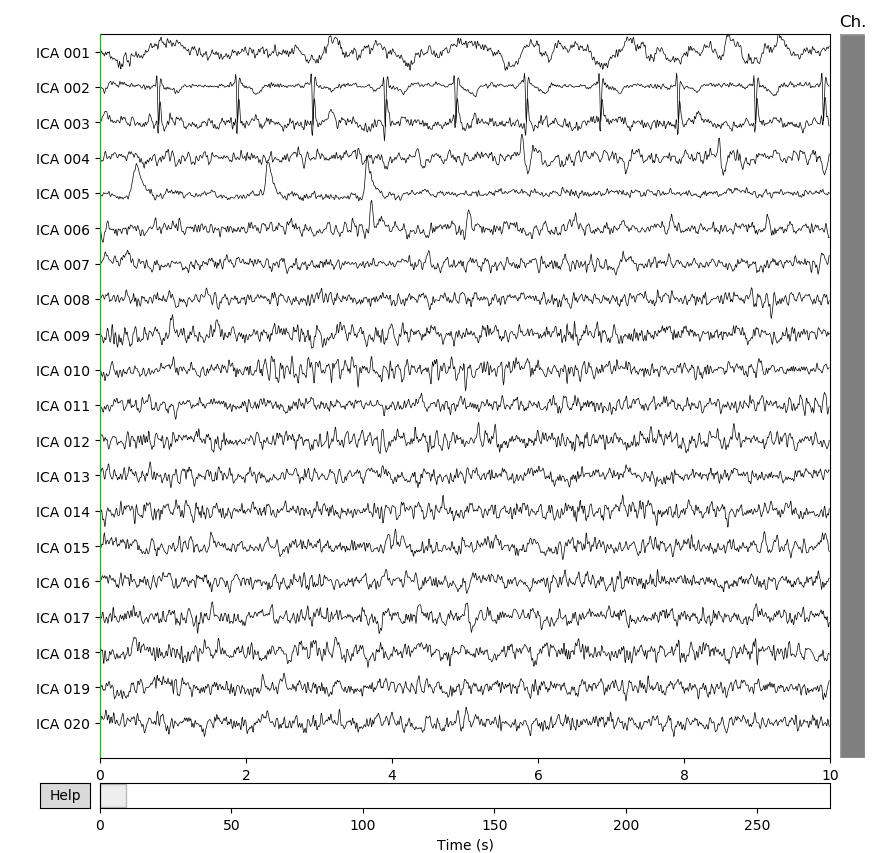 Ch.
ICA 001
ICA 002
ICA 003
ICA 004
ICA 005
ICA 006
ICA 007
ICA 008
ICA 009
ICA 010
ICA 011
ICA 012
ICA 013
ICA 014
ICA 015
ICA 016
ICA 017
ICA 018
ICA 019
ICA 020
0 2 4 6 8 10
Help
0 50 100 150 200 250
Time (s)